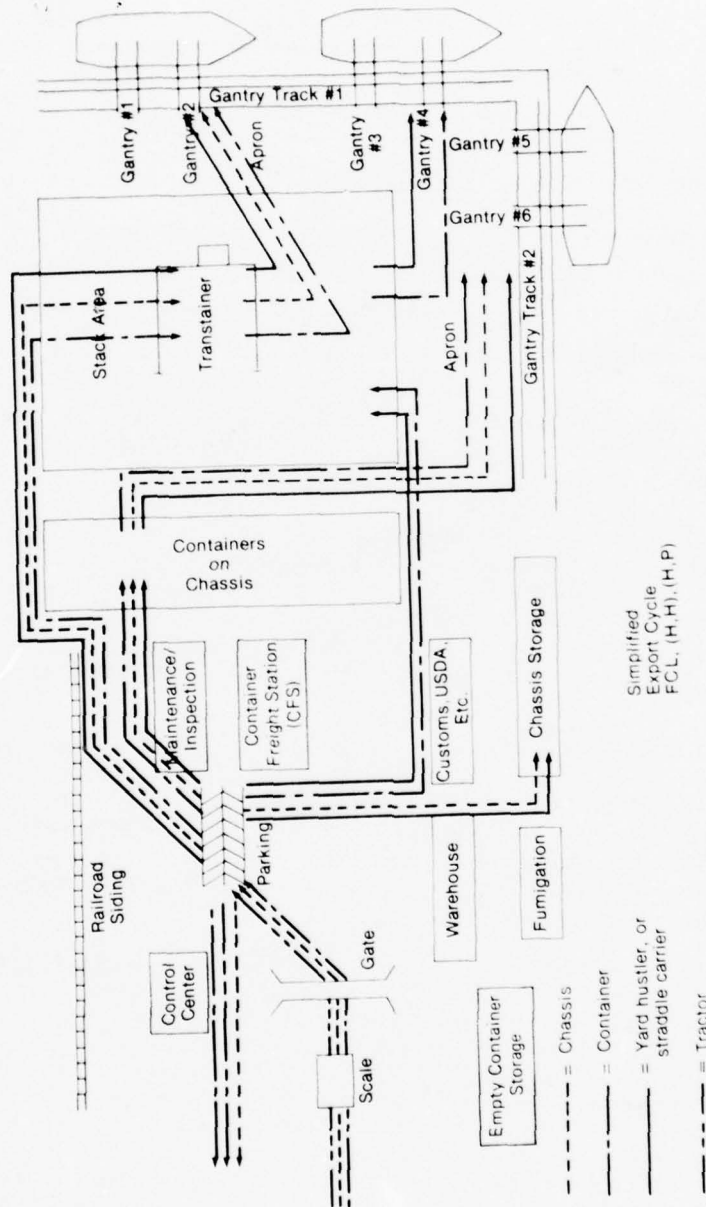 Railroad
Siding
Control
Center
Scale
Gate
Parking
Maintenance/
Inspection
Container
Freight Station
(CFS)
Containers
on
Chassis
Stack Area
Transtainer
Gantry #1
Gantry #2
Gantry Track #1
Apron
Gantry
#3
Gantry
#4
Gantry #5
Gantry #6
Apron
Gantry Track #2
Customs, USDA,
Etc.
Chassis Storage
Warehouse
Fumigation
Empty Container
Storage
= Chassis
= Container
= Yard hustler, or
straddle carrier
= Tractor
Simplified
Export Cycle
FCL, (H,H), (H,P)